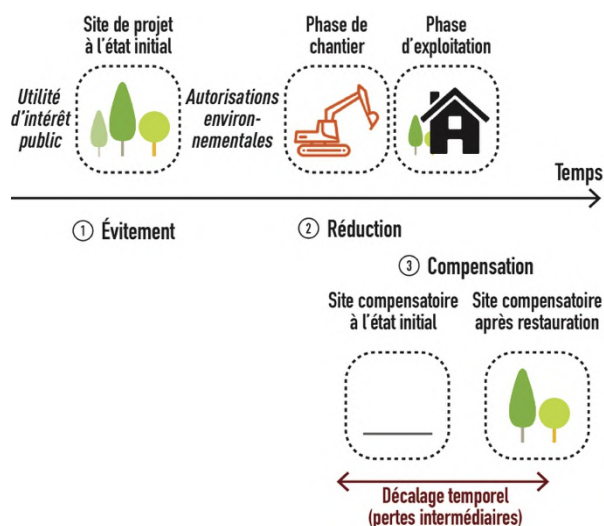 Site de projet
à l'état initial
Phase de
chantier
Phase
d'exploitation
Utilité
d'intérêt
public
Autorisations
environ-
nementales
Temps
① Évitement
② Réduction
③ Compensation
Site compensatoire
à l'état initial
Site compensatoire
après restauration
Décalage temporel
(pertes intermédiaires)